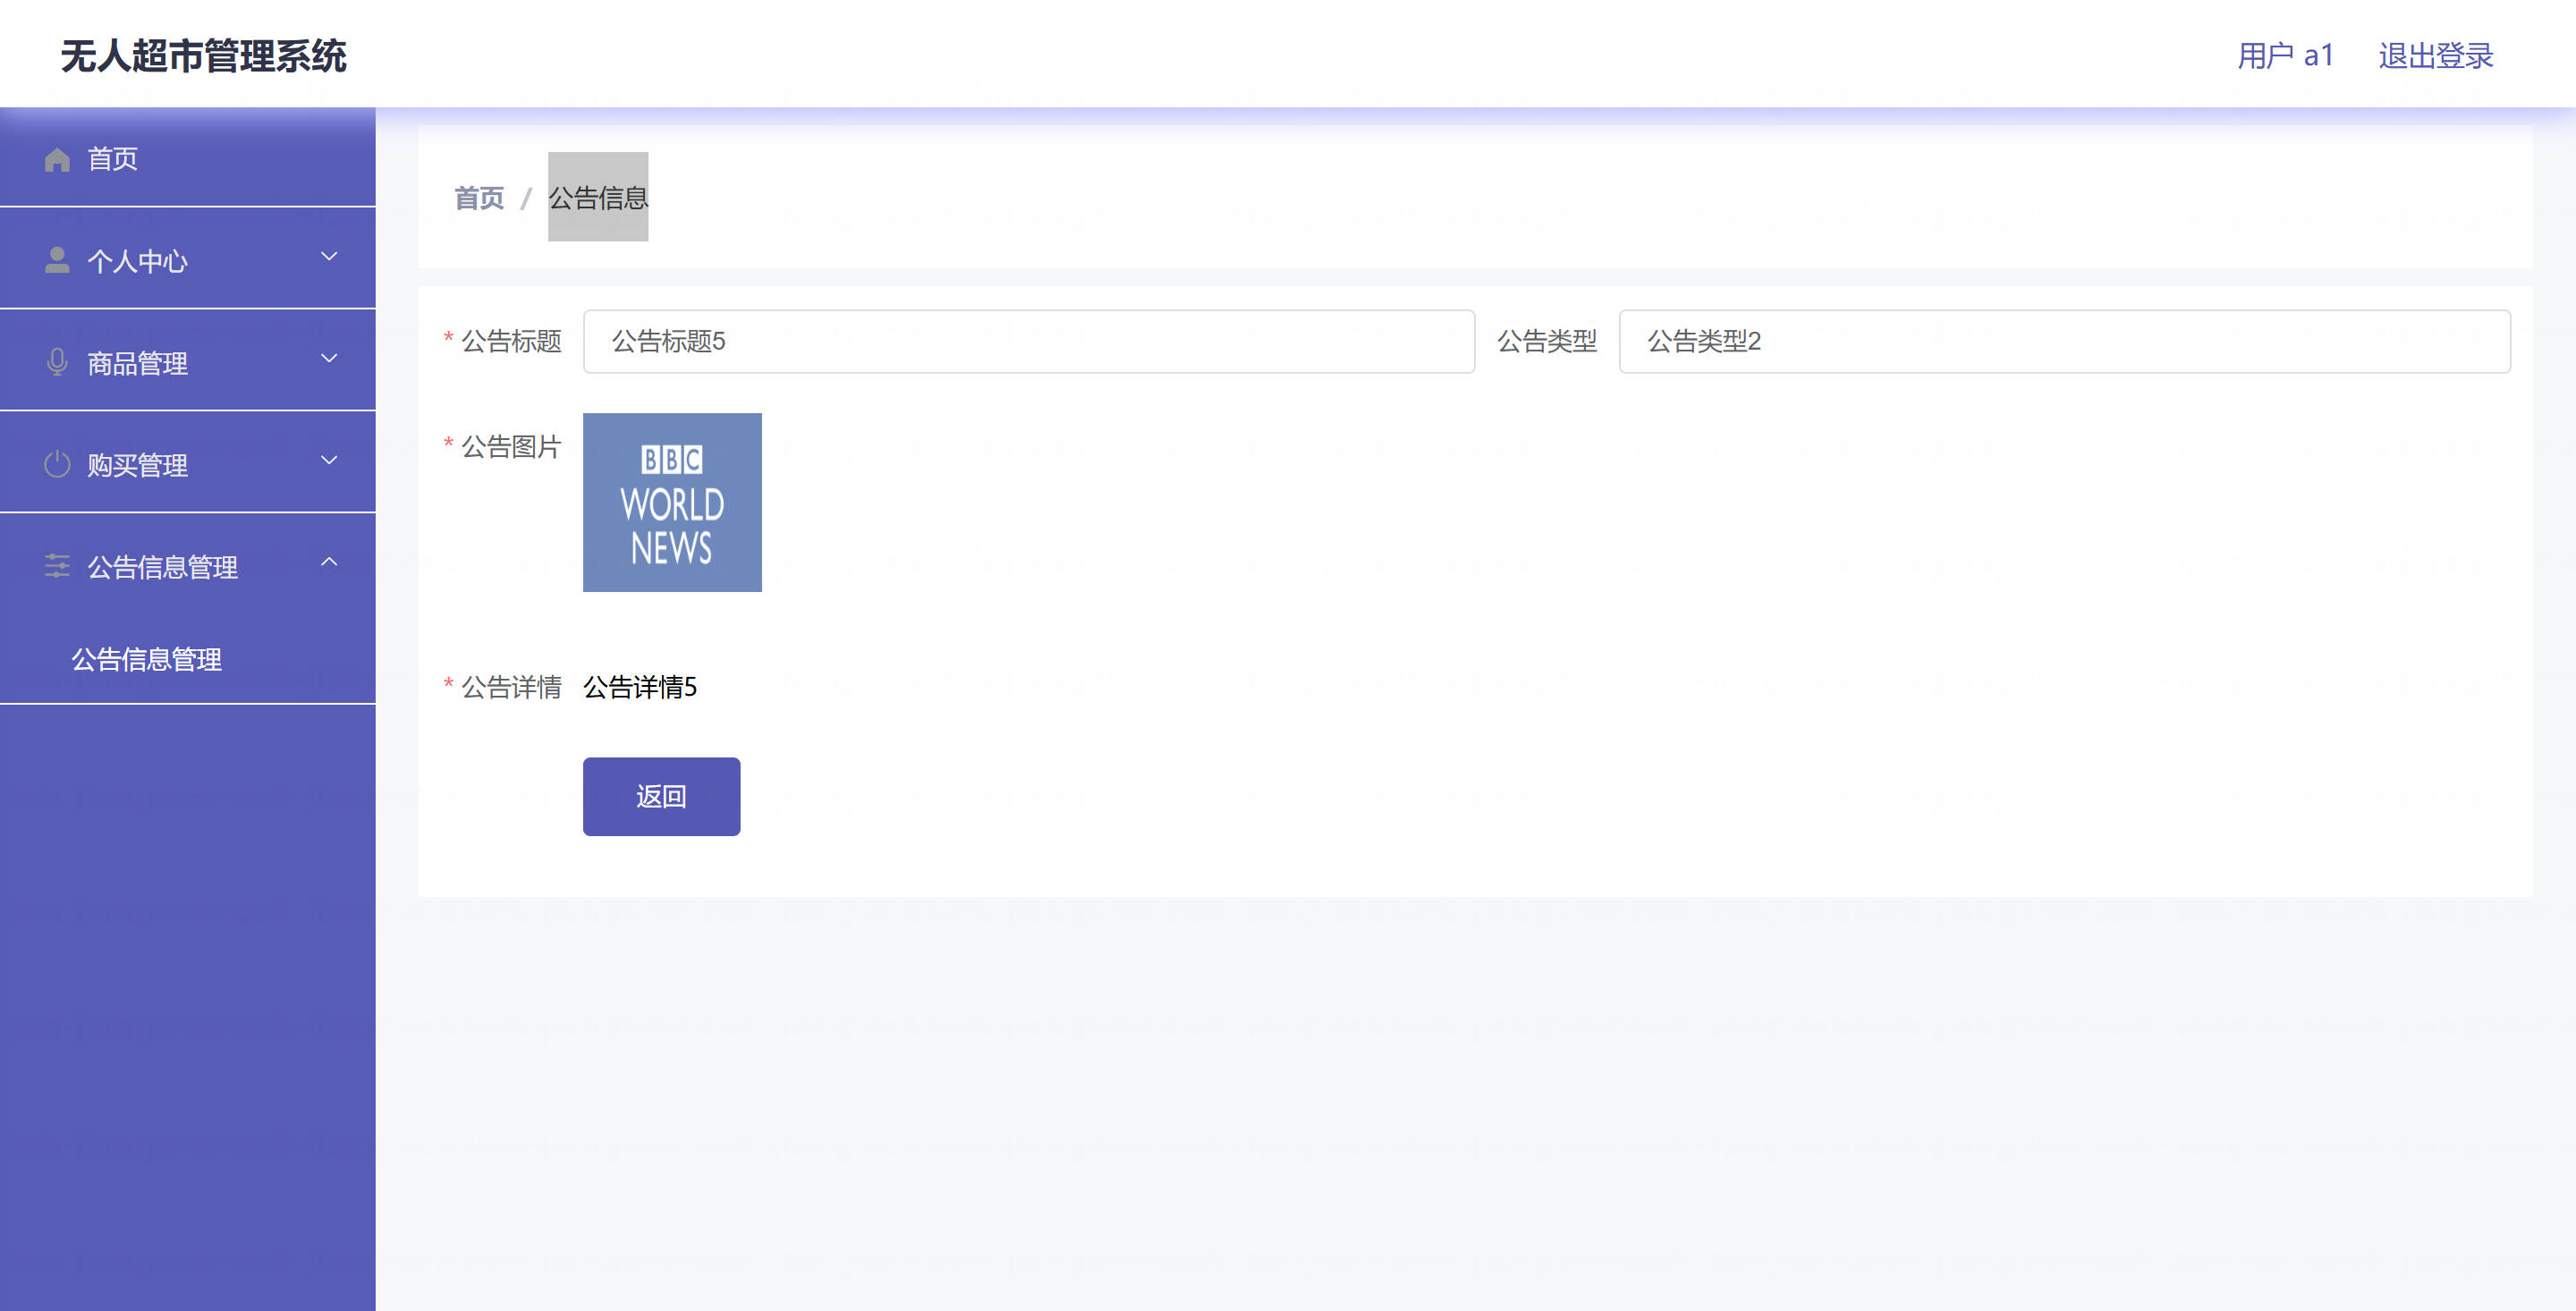 无人超市管理系统
用户 a1 退出登录
首页
个人中心
商品管理
购买管理
公告信息管理
公告信息管理
首页 / 公告信息
* 公告标题 公告标题5 公告类型 公告类型2
* 公告图片
BBC
WORLD
NEWS
* 公告详情 公告详情5
返回